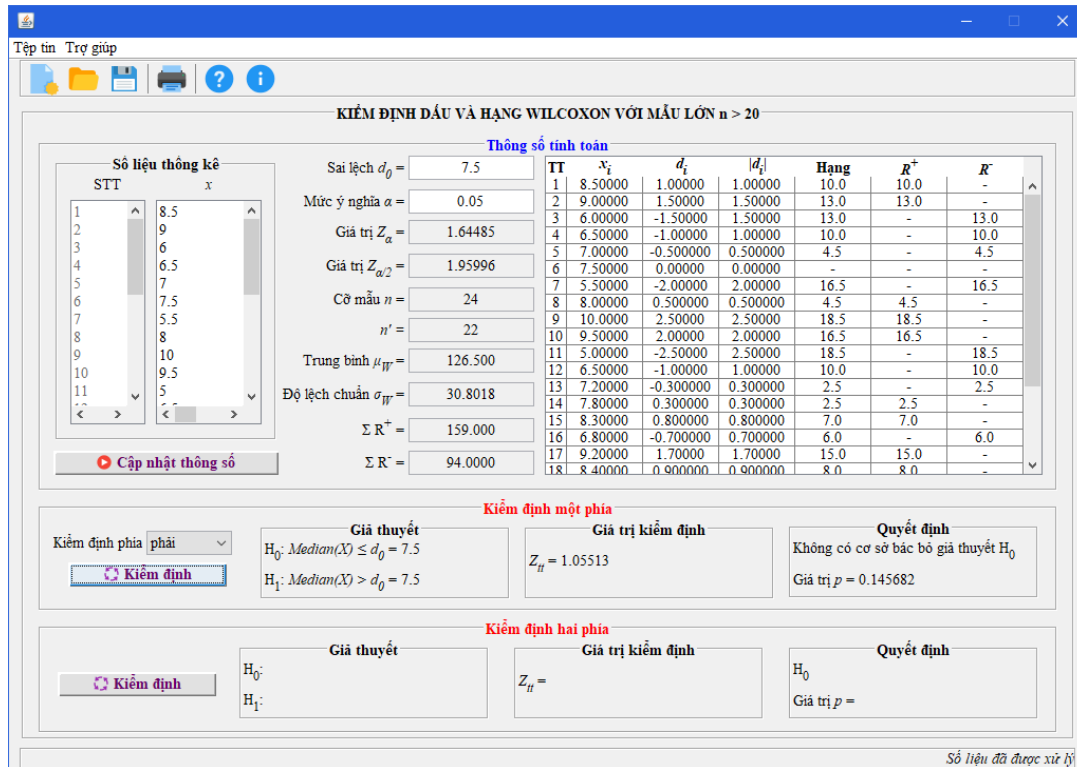 Tệp tin Trợ giúp
KIỂM ĐỊNH DẤU VÀ HẠNG WILCOXON VỚI MẪU LỚN n > 20
Thông số tính toán
Số liệu thống kê
STT x
1 8.5
2 9
3 6
4 6.5
5 7
6 7.5
7 5.5
8 8
9 10
10 9.5
11 5
Cập nhật thông số
Sai lệch d0 = 7.5
Mức ý nghĩa α = 0.05
Giá trị Zα = 1.64485
Giá trị Zα/2 = 1.95996
Cỡ mẫu n = 24
n' = 22
Trung bình μW = 126.500
Độ lệch chuẩn σW = 30.8018
Σ R+ = 159.000
Σ R- = 94.0000
TT xi di |di| Hạng R+ R-
1 8.50000 1.00000 1.00000 10.0 10.0 -
2 9.00000 1.50000 1.50000 13.0 13.0 -
3 6.00000 -1.50000 1.50000 13.0 - 13.0
4 6.50000 -1.00000 1.00000 10.0 - 10.0
5 7.00000 -0.500000 0.500000 4.5 - 4.5
6 7.50000 0.00000 0.00000 - - -
7 5.50000 -2.00000 2.00000 16.5 - 16.5
8 8.00000 0.500000 0.500000 4.5 4.5 -
9 10.0000 2.50000 2.50000 18.5 18.5 -
10 9.50000 2.00000 2.00000 16.5 16.5 -
11 5.00000 -2.50000 2.50000 18.5 - 18.5
12 6.50000 -1.00000 1.00000 10.0 - 10.0
13 7.20000 -0.300000 0.300000 2.5 - 2.5
14 7.80000 0.300000 0.300000 2.5 2.5 -
15 8.30000 0.800000 0.800000 7.0 7.0 -
16 6.80000 -0.700000 0.700000 6.0 - 6.0
17 9.20000 1.70000 1.70000 15.0 15.0 -
18 8.40000 0.900000 0.900000 8.0 8.0 -
Kiểm định một phía
Kiểm định phía phải
Kiểm định
Giả thuyết
H0: Median(X) ≤ d0 = 7.5
H1: Median(X) > d0 = 7.5
Giá trị kiểm định
Ztt = 1.05513
Quyết định
Không có cơ sở bác bỏ giả thuyết H0
Giá trị p = 0.145682
Kiểm định hai phía
Kiểm định
Giả thuyết
H0:
H1:
Giá trị kiểm định
Ztt =
Quyết định
H0
Giá trị p =
Số liệu đã được xử lý